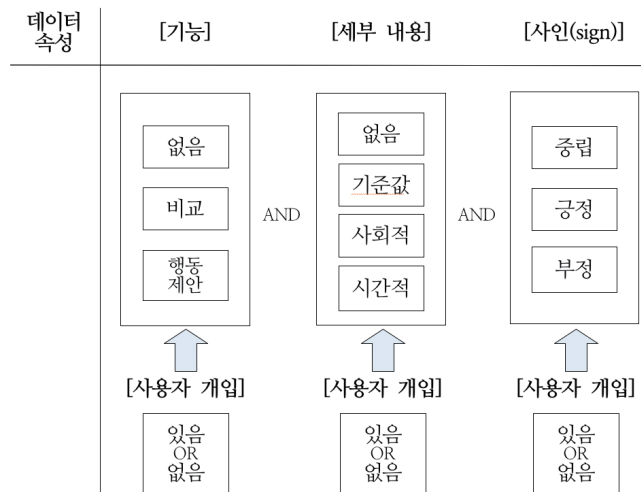 데이터
속성
[기능]
[세부 내용]
[사인(sign)]
없음
비교
행동
제안
AND
없음
기준값
사회적
시간적
AND
중립
긍정
부정
[사용자 개입]
[사용자 개입]
[사용자 개입]
있음
OR
없음
있음
OR
없음
있음
OR
없음